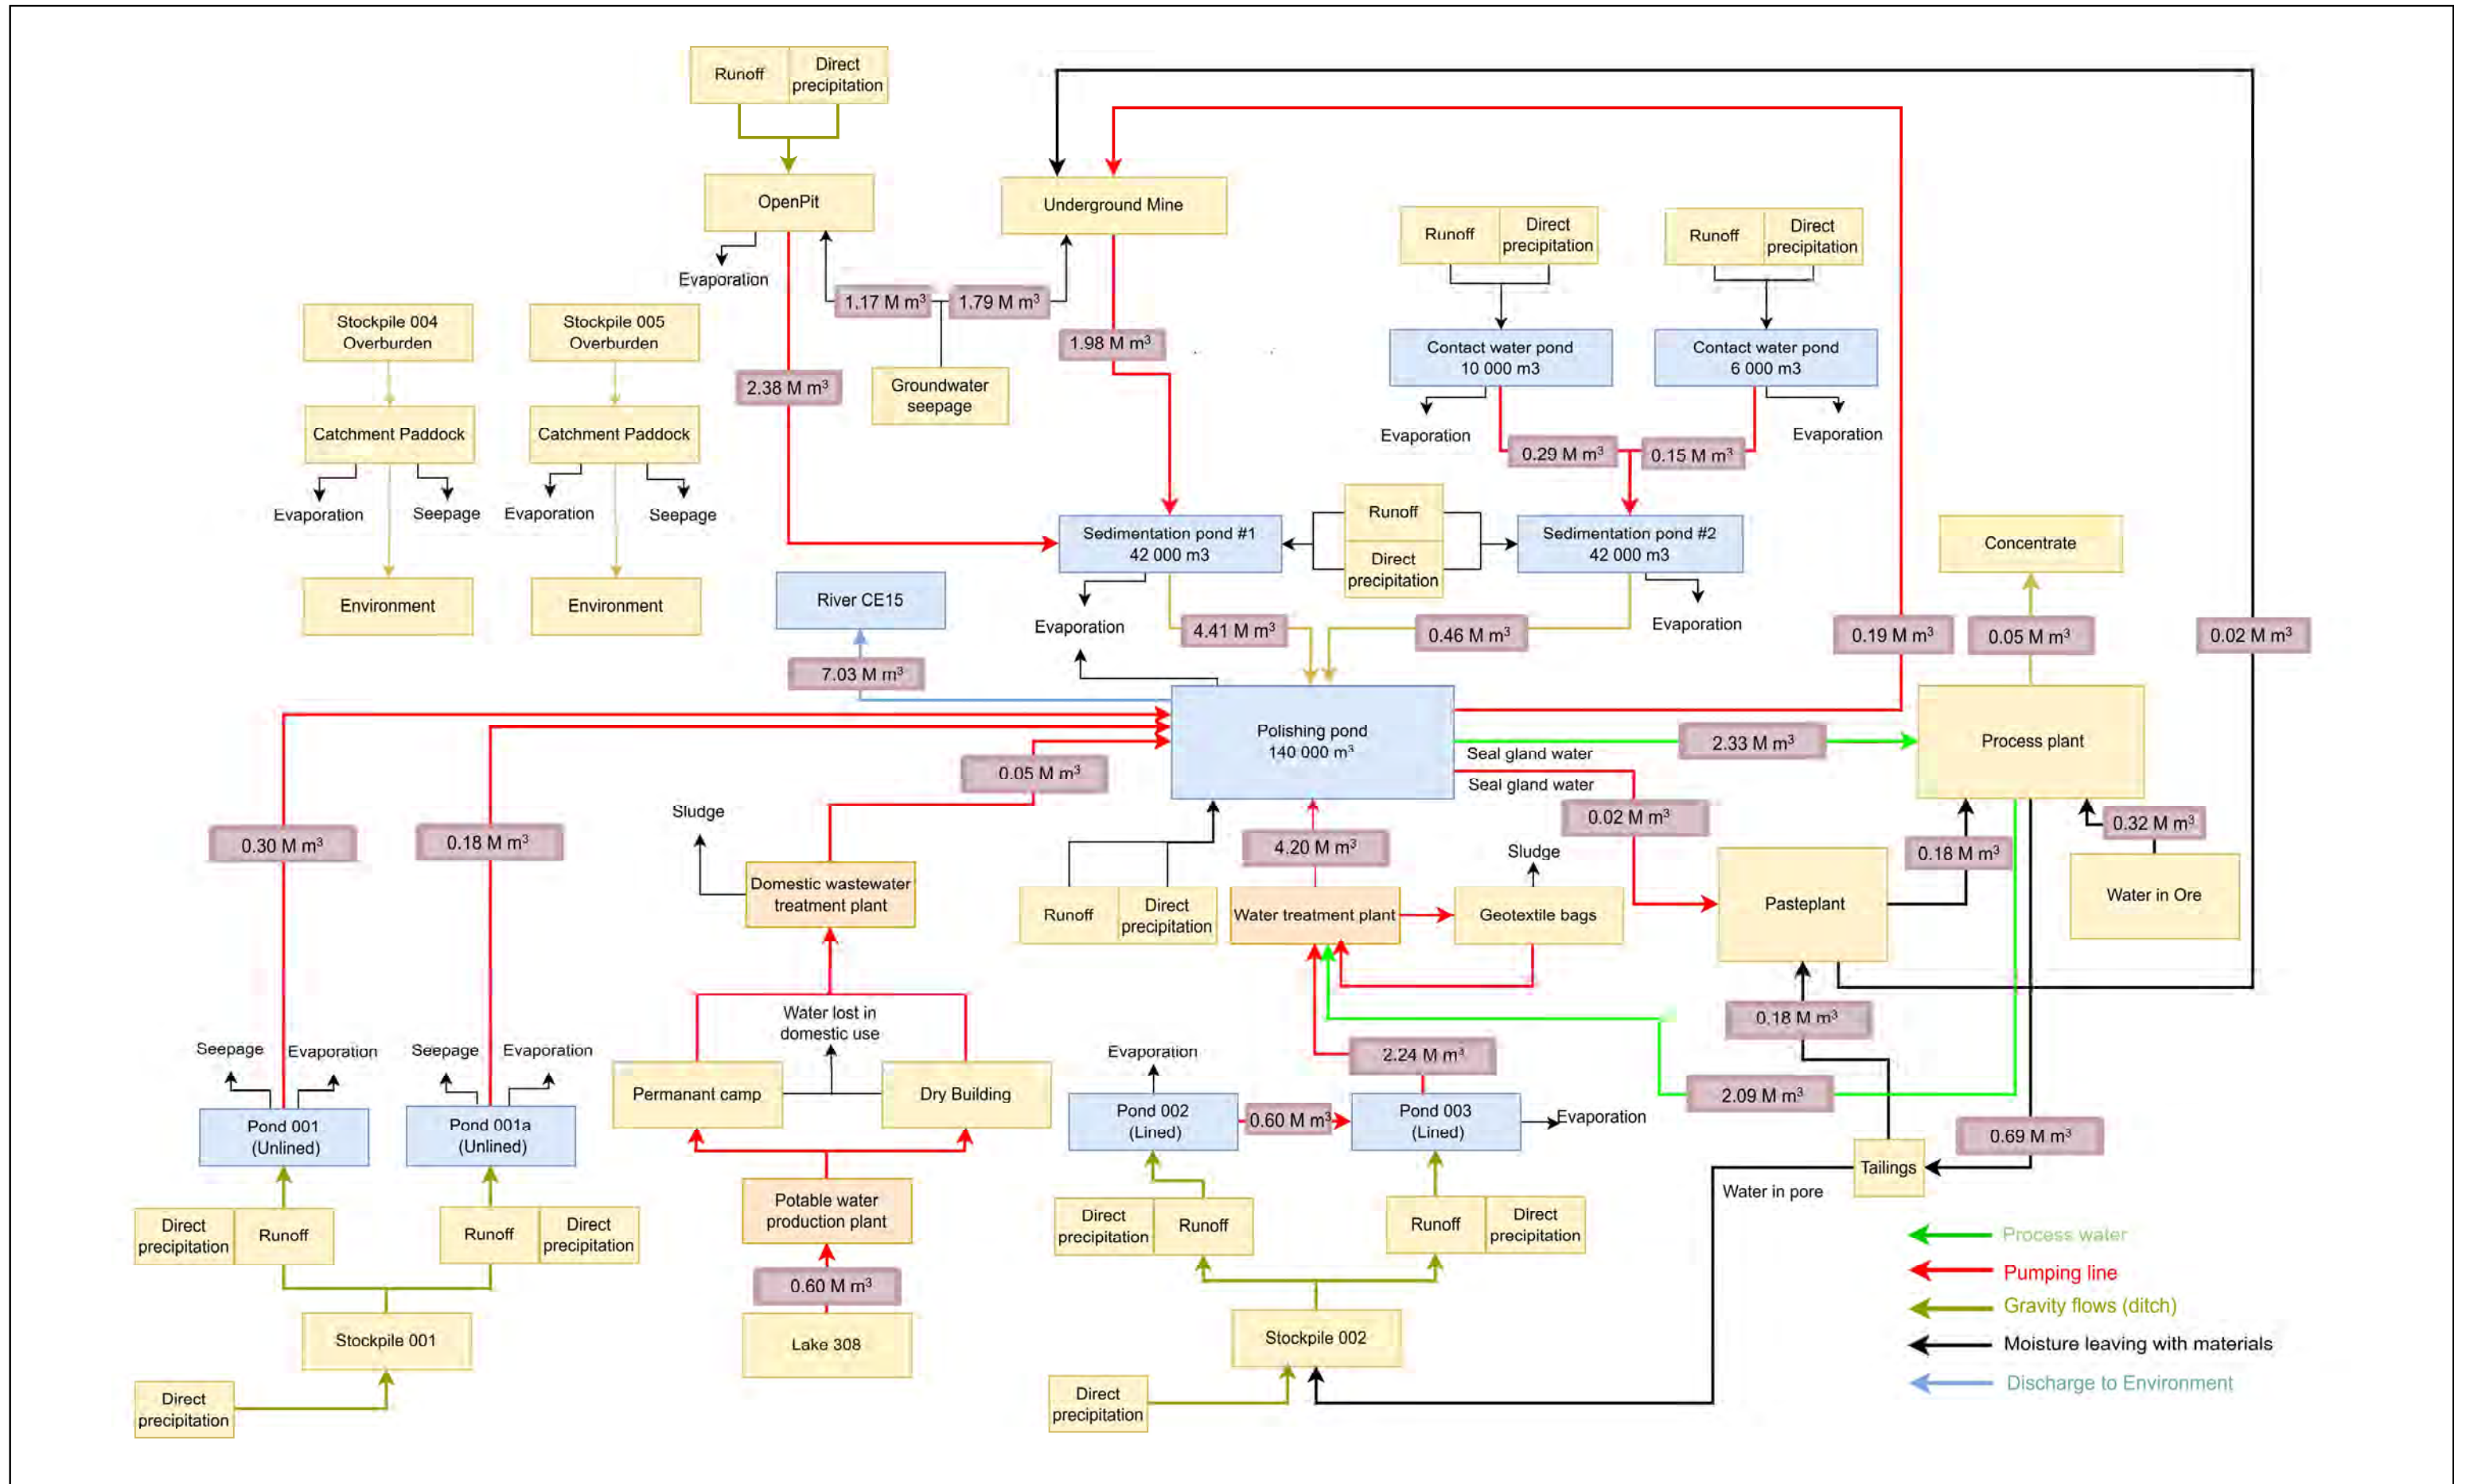 Runoff
Direct
precipitation
OpenPit
Underground Mine
Evaporation
Runoff
Direct
precipitation
Runoff
Direct
precipitation
1.17 M m³
1.79 M m³
Stockpile 004
Overburden
Stockpile 005
Overburden
1.98 M m³
Contact water pond
10 000 m3
Contact water pond
6 000 m3
2.38 M m³
Groundwater
seepage
Catchment Paddock
Catchment Paddock
Evaporation
Evaporation
0.29 M m³
0.15 M m³
Evaporation
Seepage
Evaporation
Seepage
Runoff
Direct
precipitation
Sedimentation pond #1
42 000 m3
Sedimentation pond #2
42 000 m3
Concentrate
Environment
Environment
River CE15
Evaporation
4.41 M m³
0.46 M m³
Evaporation
0.19 M m³
0.05 M m³
0.02 M m³
7.03 M m³
Polishing pond
140 000 m³
Seal gland water
2.33 M m³
Process plant
Seal gland water
0.05 M m³
0.02 M m³
Sludge
0.30 M m³
0.18 M m³
4.20 M m³
Sludge
0.18 M m³
0.32 M m³
Domestic wastewater
treatment plant
Runoff
Direct
precipitation
Water treatment plant
Geotextile bags
Pasteplant
Water in Ore
Water lost in
domestic use
0.18 M m³
Seepage
Evaporation
Seepage
Evaporation
Evaporation
2.24 M m³
Permanant camp
Dry Building
2.09 M m³
Pond 001
(Unlined)
Pond 001a
(Unlined)
Pond 002
(Lined)
0.60 M m³
Pond 003
(Lined)
Evaporation
0.69 M m³
Tailings
Water in pore
Direct
precipitation
Runoff
Runoff
Direct
precipitation
Potable water
production plant
Direct
precipitation
Runoff
Runoff
Direct
precipitation
0.60 M m³
Stockpile 001
Lake 308
Stockpile 002
Direct
precipitation
Direct
precipitation
Process water
Pumping line
Gravity flows (ditch)
Moisture leaving with materials
Discharge to Environment